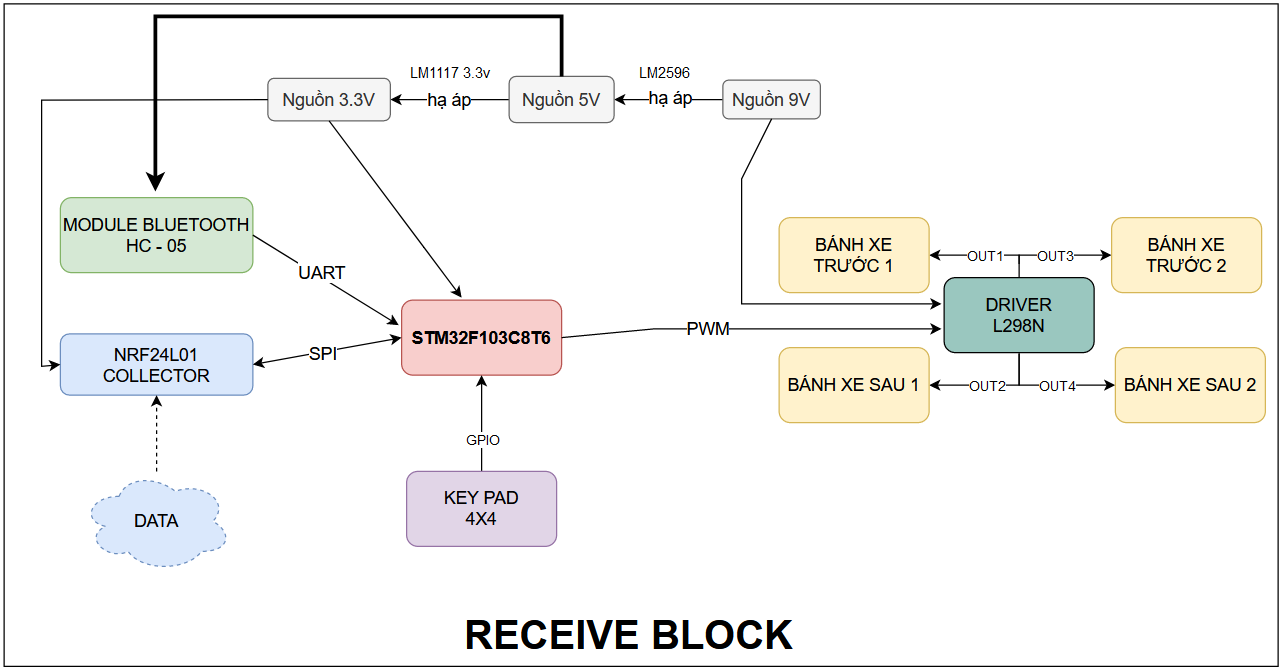 LM1117 3.3v
LM2596
Nguồn 3.3V
hạ áp
Nguồn 5V
hạ áp
Nguồn 9V
MODULE BLUETOOTH
HC - 05
UART
BÁNH XE
TRƯỚC 1
OUT1
OUT3
BÁNH XE
TRƯỚC 2
DRIVER
L298N
STM32F103C8T6
PWM
NRF24L01
COLLECTOR
SPI
BÁNH XE SAU 1
OUT2
OUT4
BÁNH XE SAU 2
GPIO
KEY PAD
4X4
DATA
RECEIVE BLOCK